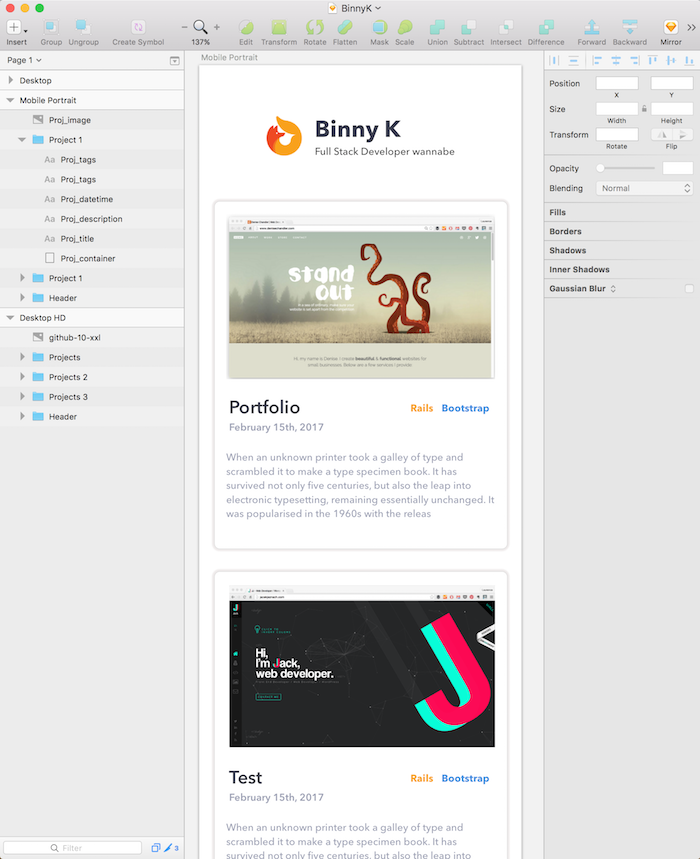 BinnyK
Insert
Group
Ungroup
Create Symbol
137%
Edit
Transform
Rotate
Flatten
Mask
Scale
Union
Subtract
Intersect
Difference
Forward
Backward
Mirror
Page 1
Desktop
Mobile Portrait
Proj_image
Project 1
Aa Proj_tags
Aa Proj_tags
Aa Proj_datetime
Aa Proj_description
Aa Proj_title
Proj_container
Project 1
Header
Desktop HD
github-10-xxl
Projects
Projects 2
Projects 3
Header
Filter
3
Mobile Portrait
Binny K
Full Stack Developer wannabe
stand
out
Hi, my name is Denise. I create beautiful & functional websites for
small businesses. Below are a few services I provide
Portfolio
Rails Bootstrap
February 15th, 2017
When an unknown printer took a galley of type and
scrambled it to make a type specimen book. It has
survived not only five centuries, but also the leap into
electronic typesetting, remaining essentially unchanged. It
was popularised in the 1960s with the releas
Hi,
I'm Jack,
web developer.
CONTACT ME
Test
Rails Bootstrap
February 15th, 2017
When an unknown printer took a galley of type and
scrambled it to make a type specimen book. It has
survived not only five centuries, but also the leap into
Position
X
Y
Size
Width
Height
Transform
Rotate
Flip
Opacity
Blending
Normal
Fills
Borders
Shadows
Inner Shadows
Gaussian Blur